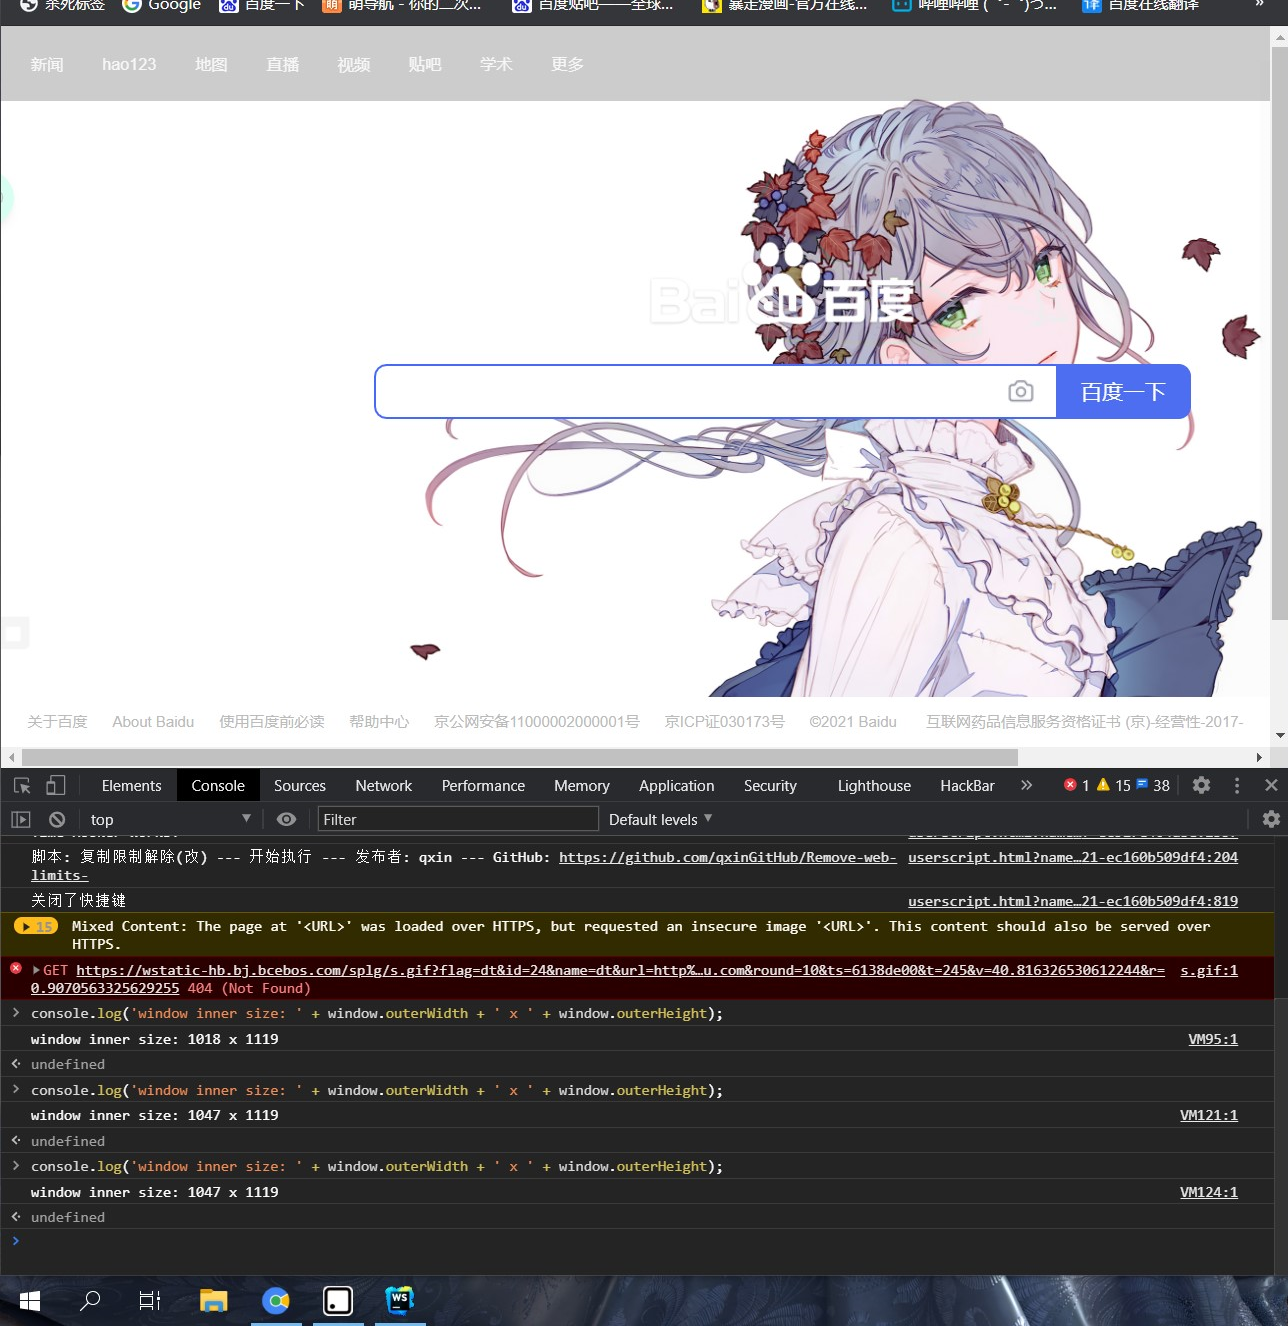 杀死标签 Google 百度一下 萌导航 - 你的二次... 百度贴吧——全球... 暴走漫画-官方在线... 哔哩哔哩 ( ゜- ゜)つ... 百度在线翻译 »
新闻 hao123 地图 直播 视频 贴吧 学术 更多
Bai 百度
百度一下
关于百度 About Baidu 使用百度前必读 帮助中心 京公网安备11000002000001号 京ICP证030173号 ©2021 Baidu 互联网药品信息服务资格证书 (京)-经营性-2017-
Elements Console Sources Network Performance Memory Application Security Lighthouse HackBar » 1 15 38
top Filter Default levels
脚本: 复制限制解除(改) --- 开始执行 --- 发布者: qxin --- GitHub: https://github.com/qxinGitHub/Remove-web- userscript.html?name…21-ec160b509df4:204
limits-
关闭了快捷键 userscript.html?name…21-ec160b509df4:819
15 Mixed Content: The page at '<URL>' was loaded over HTTPS, but requested an insecure image '<URL>'. This content should also be served over
HTTPS.
GET https://wstatic-hb.bj.bcebos.com/splg/s.gif?flag=dt&id=24&name=dt&url=http%…u.com&round=10&ts=6138de00&t=245&v=40.816326530612244&r= s.gif:1
0.9070563325629255 404 (Not Found)
console.log('window inner size: ' + window.outerWidth + ' x ' + window.outerHeight);
window inner size: 1018 x 1119 VM95:1
undefined
console.log('window inner size: ' + window.outerWidth + ' x ' + window.outerHeight);
window inner size: 1047 x 1119 VM121:1
undefined
console.log('window inner size: ' + window.outerWidth + ' x ' + window.outerHeight);
window inner size: 1047 x 1119 VM124:1
undefined
WS